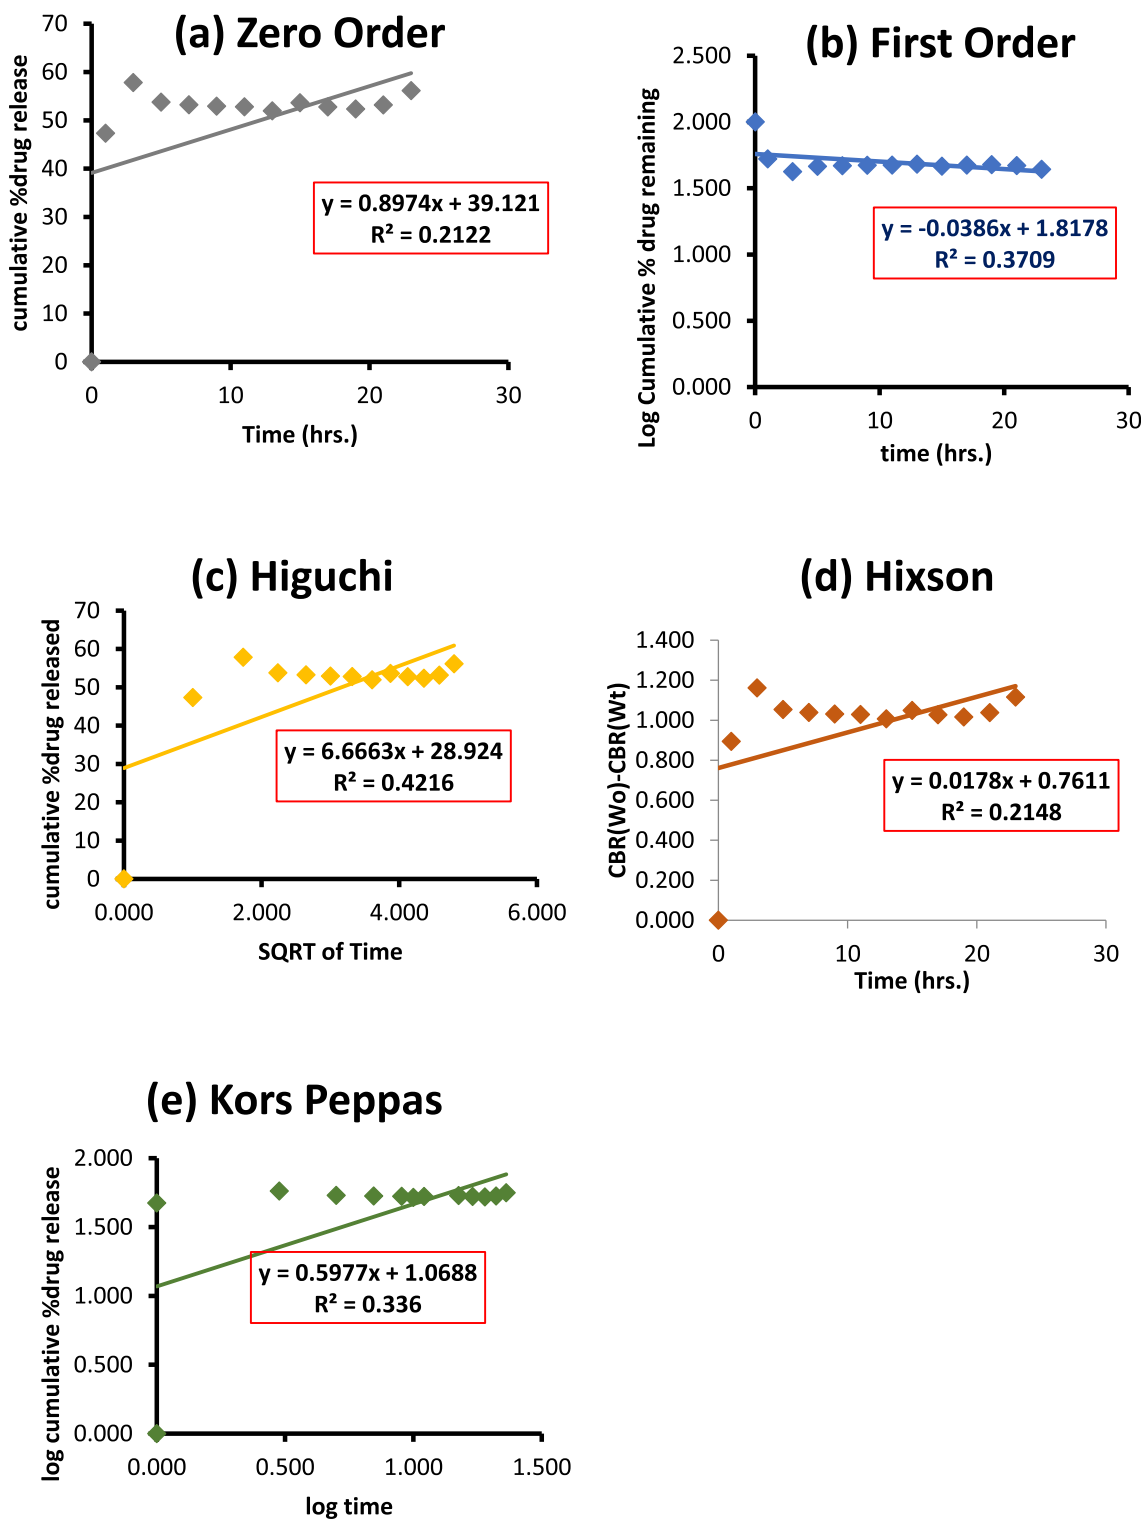 (a) Zero Order
cumulative %drug release
70
60
50
40
30
20
10
0
y = 0.8974x + 39.121
R² = 0.2122
0 10 20 30
Time (hrs.)
(b) First Order
Log Cumulative % drug remaining
2.500
2.000
1.500
1.000
0.500
0.000
y = -0.0386x + 1.8178
R² = 0.3709
0 10 20 30
time (hrs.)
(c) Higuchi
cumulative %drug released
70
60
50
40
30
20
10
0
y = 6.6663x + 28.924
R² = 0.4216
0.000 2.000 4.000 6.000
SQRT of Time
(d) Hixson
CBR(Wo)-CBR(Wt)
1.400
1.200
1.000
0.800
0.600
0.400
0.200
0.000
y = 0.0178x + 0.7611
R² = 0.2148
0 10 20 30
Time (hrs.)
(e) Kors Peppas
log cumulative %drug release
2.000
1.500
1.000
0.500
0.000
y = 0.5977x + 1.0688
R² = 0.336
0.000 0.500 1.000 1.500
log time